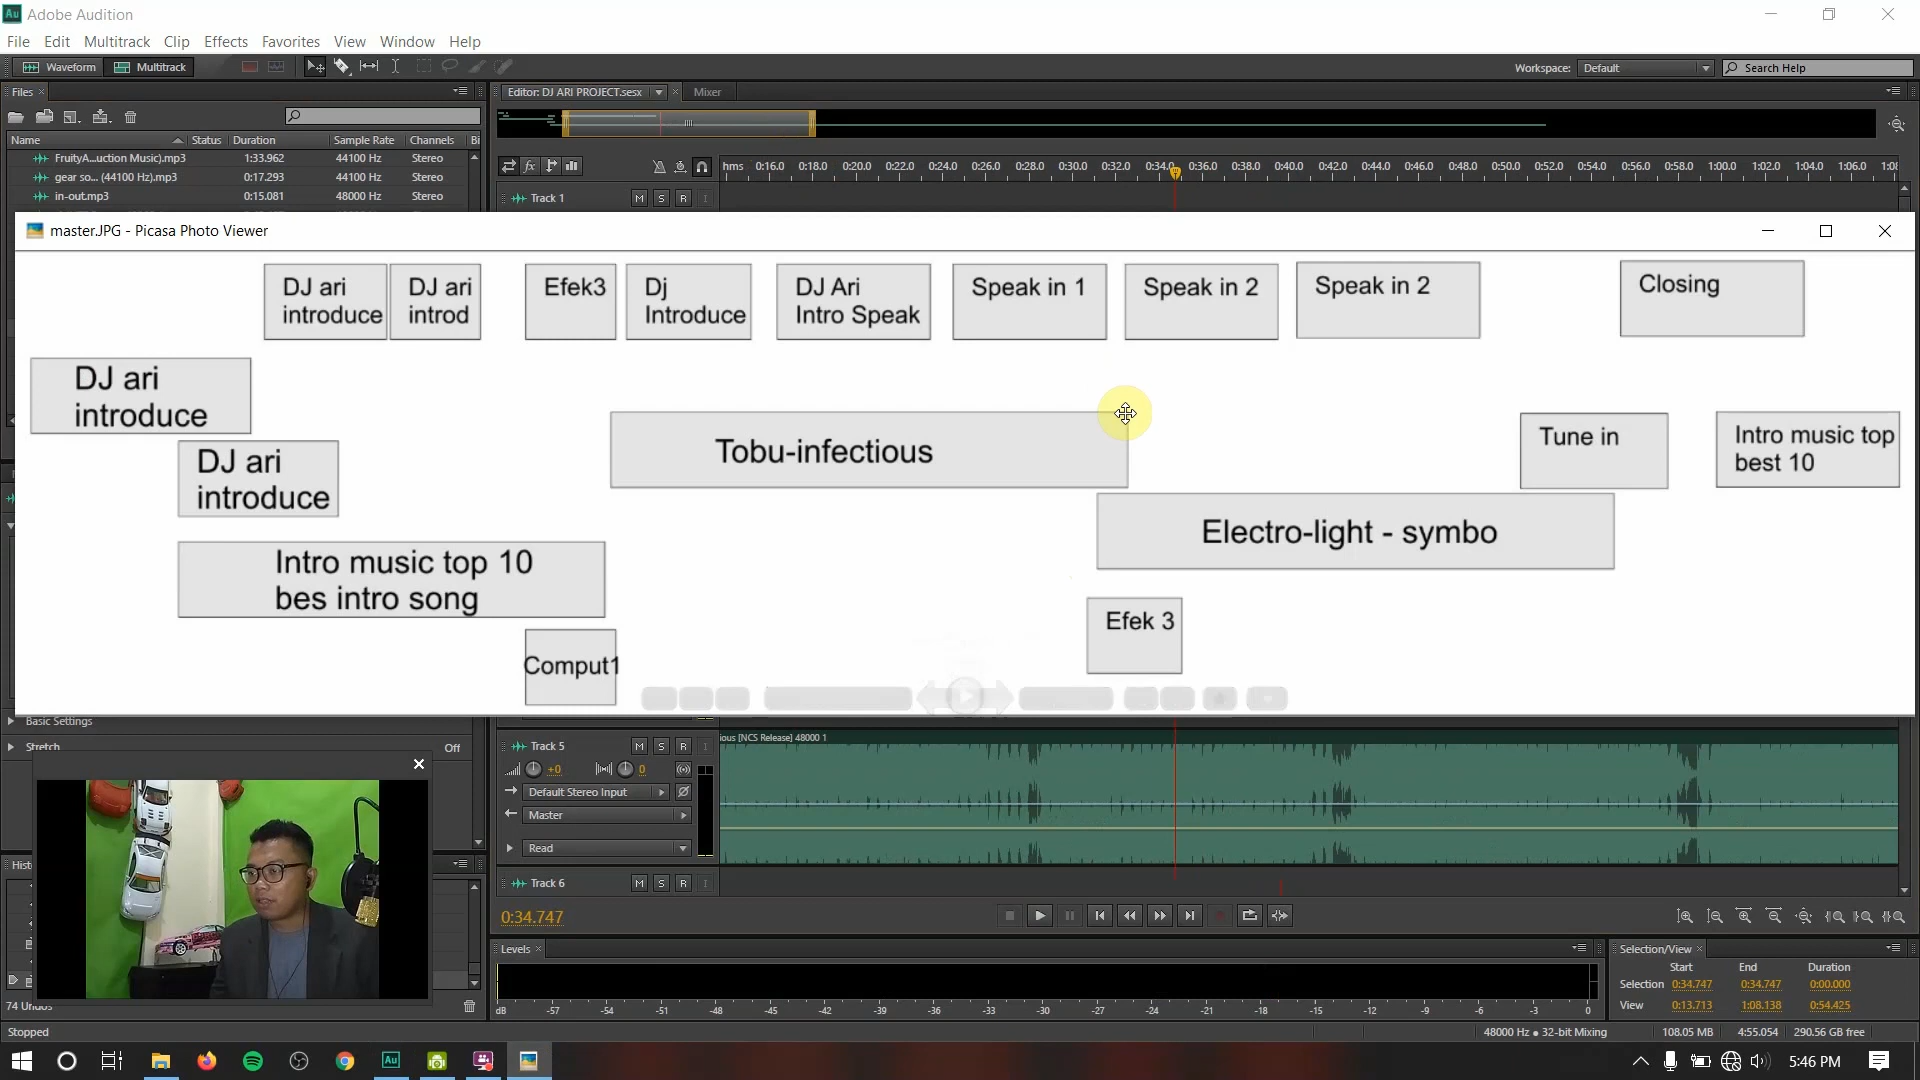 Au Adobe Audition
File Edit Multitrack Clip Effects Favorites View Window Help
Waveform Multitrack
Workspace: Default Search Help
Files ×
Editor: DJ ARI PROJECT.sesx × Mixer
Name Status Duration Sample Rate Channels Bi
FruityA...uction Music).mp3 1:33.962 44100 Hz Stereo
gear so... (44100 Hz).mp3 0:17.293 44100 Hz Stereo
in-out.mp3 0:15.081 48000 Hz Stereo
hms 0:16.0 0:18.0 0:20.0 0:22.0 0:24.0 0:26.0 0:28.0 0:30.0 0:32.0 0:34.0 0:36.0 0:38.0 0:40.0 0:42.0 0:44.0 0:46.0 0:48.0 0:50.0 0:52.0 0:54.0 0:56.0 0:58.0 1:00.0 1:02.0 1:04.0 1:06.0
Track 1 M S R I
master.JPG - Picasa Photo Viewer
DJ ari
introduce
DJ ari
introd
Efek3
Dj
Introduce
DJ Ari
Intro Speak
Speak in 1
Speak in 2
Speak in 2
Closing
DJ ari
introduce
DJ ari
introduce
Tobu-infectious
Tune in
Intro music top
best 10
Electro-light - symbo
Intro music top 10
bes intro song
Efek 3
Comput1
Basic Settings
Stretch Off
Track 5 M S R I
ious [NCS Release] 48000 1
+0 0
Default Stereo Input
Master
Read
Track 6 M S R I
0:34.747
Levels ×
dB -57 -54 -51 -48 -45 -42 -39 -36 -33 -30 -27 -24 -21 -18 -15 -12 -9 -6 -3 0
Selection/View ×
Start End Duration
Selection 0:34.747 0:34.747 0:00.000
View 0:13.713 1:08.138 0:54.425
Hist
74 Undos
Stopped
48000 Hz ● 32-bit Mixing 108.05 MB 4:55.054 290.56 GB free
Au
5:46 PM